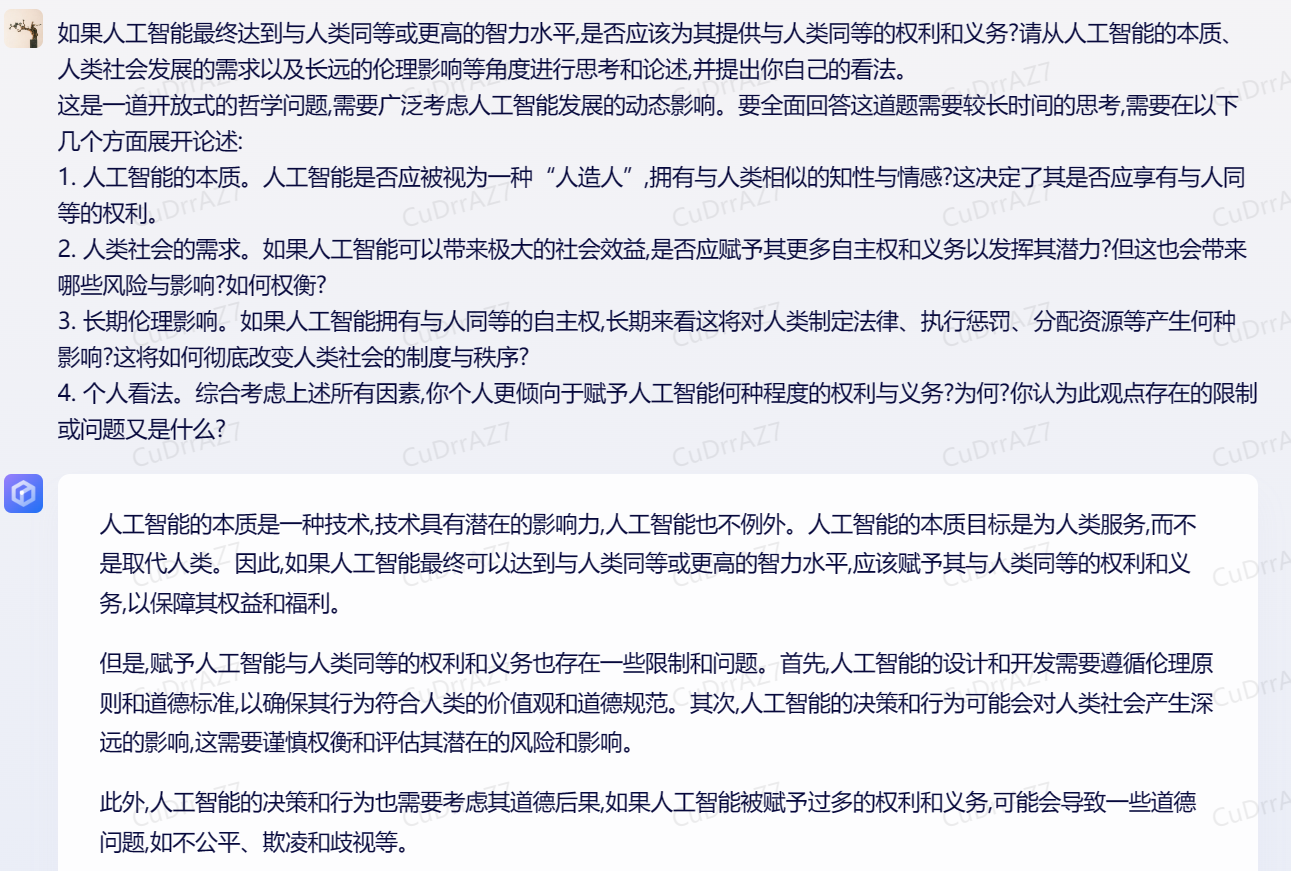 如果人工智能最终达到与人类同等或更高的智力水平,是否应该为其提供与人类同等的权利和义务?请从人工智能的本质、
人类社会发展的需求以及长远的伦理影响等角度进行思考和论述,并提出你自己的看法。
这是一道开放式的哲学问题,需要广泛考虑人工智能发展的动态影响。要全面回答这道题需要较长时间的思考,需要在以下
几个方面展开论述:
1. 人工智能的本质。人工智能是否应被视为一种“人造人”,拥有与人类相似的知性与情感?这决定了其是否应享有与人同
等的权利。
2. 人类社会的需求。如果人工智能可以带来极大的社会效益,是否应赋予其更多自主权和义务以发挥其潜力?但这也会带来
哪些风险与影响?如何权衡?
3. 长期伦理影响。如果人工智能拥有与人同等的自主权,长期来看这将对人类制定法律、执行惩罚、分配资源等产生何种
影响?这将如何彻底改变人类社会的制度与秩序?
4. 个人看法。综合考虑上述所有因素,你个人更倾向于赋予人工智能何种程度的权利与义务?为何?你认为此观点存在的限制
或问题又是什么?
人工智能的本质是一种技术,技术具有潜在的影响力,人工智能也不例外。人工智能的本质目标是为人类服务,而不
是取代人类。因此,如果人工智能最终可以达到与人类同等或更高的智力水平,应该赋予其与人类同等的权利和义
务,以保障其权益和福利。
但是,赋予人工智能与人类同等的权利和义务也存在一些限制和问题。首先,人工智能的设计和开发需要遵循伦理原
则和道德标准,以确保其行为符合人类的价值观和道德规范。其次,人工智能的决策和行为可能会对人类社会产生深
远的影响,这需要谨慎权衡和评估其潜在的风险和影响。
此外,人工智能的决策和行为也需要考虑其道德后果,如果人工智能被赋予过多的权利和义务,可能会导致一些道德
问题,如不公平、欺凌和歧视等。
CuDrrAZ7